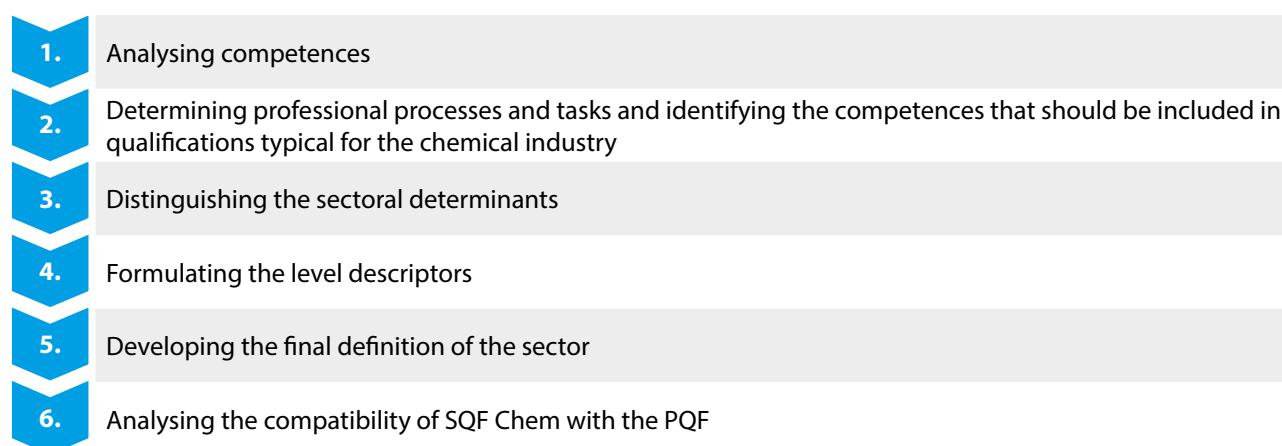 1. Analysing competences
2. Determining professional processes and tasks and identifying the competences that should be included in
qualifications typical for the chemical industry
3. Distinguishing the sectoral determinants
4. Formulating the level descriptors
5. Developing the final definition of the sector
6. Analysing the compatibility of SQF Chem with the PQF